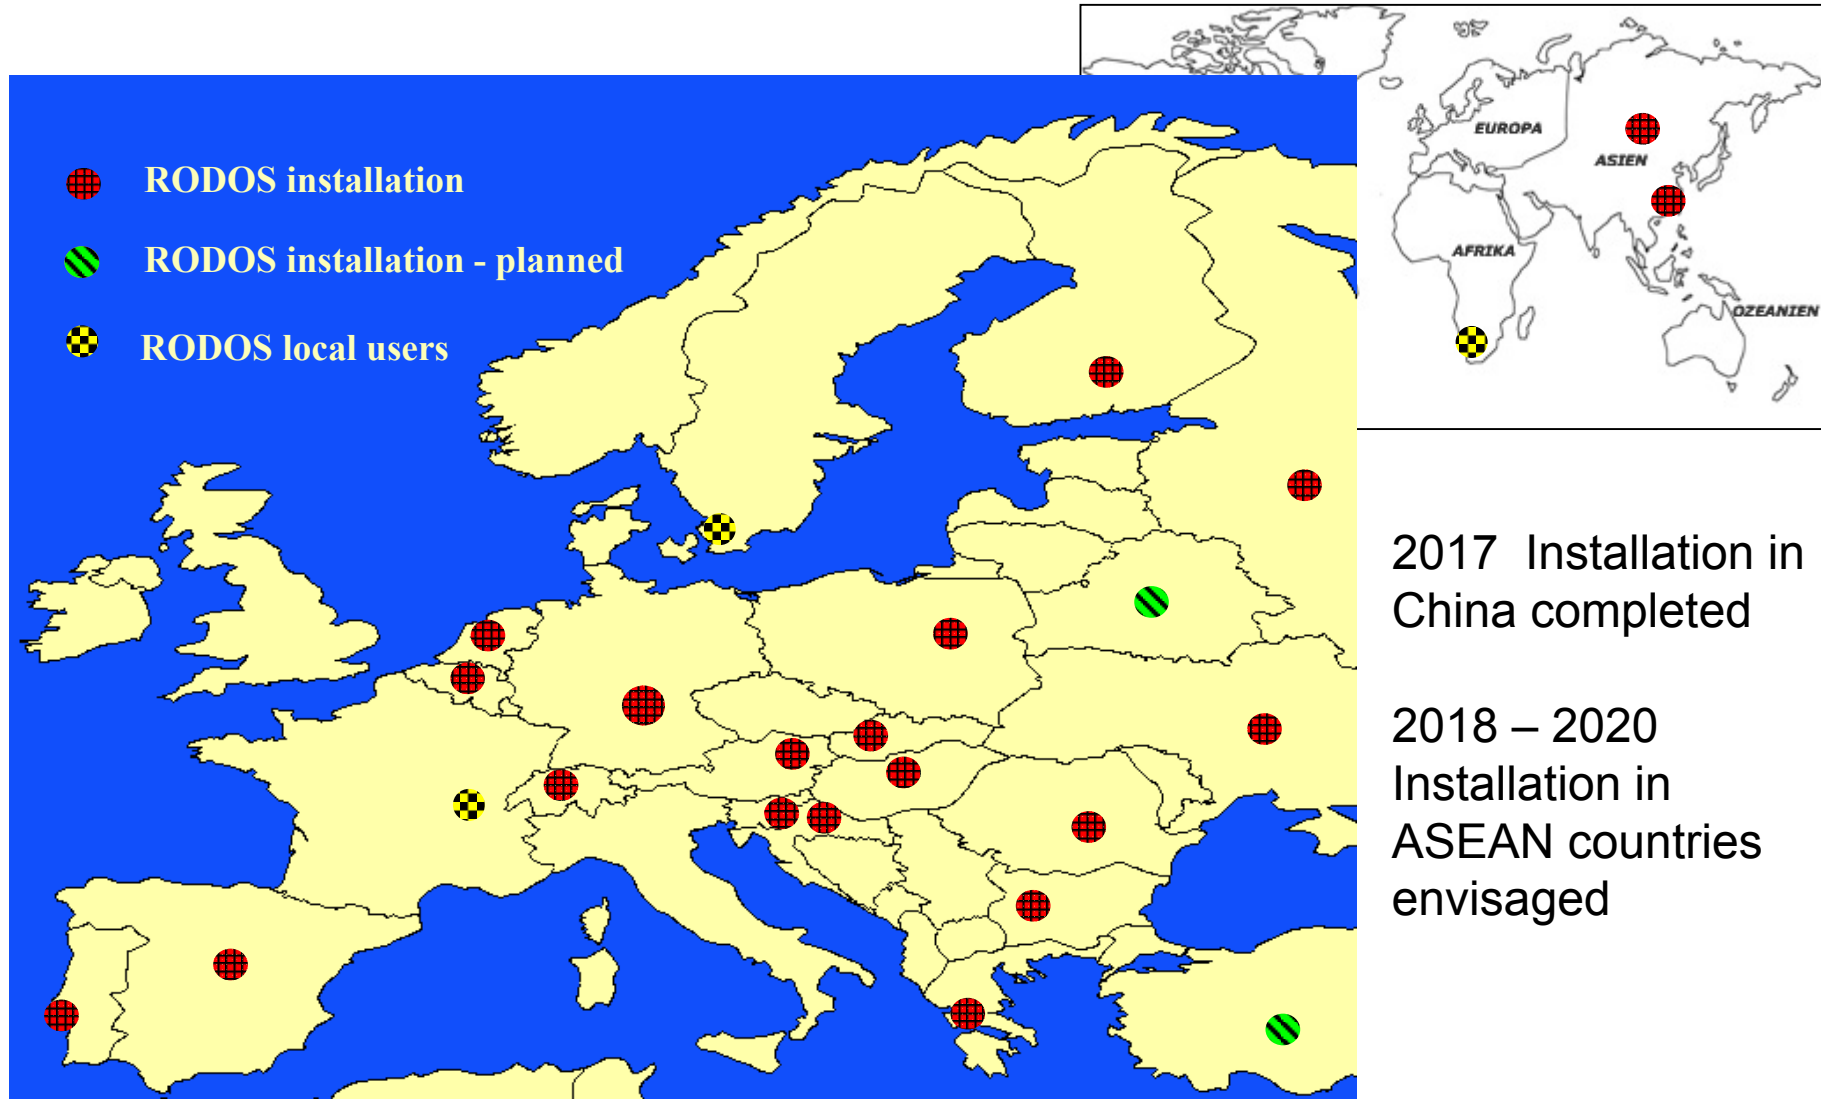 RODOS installation
RODOS installation - planned
RODOS local users
EUROPA
ASIEN
AFRIKA
OZEANIEN
2017 Installation in
China completed
2018 – 2020
Installation in
ASEAN countries
envisaged